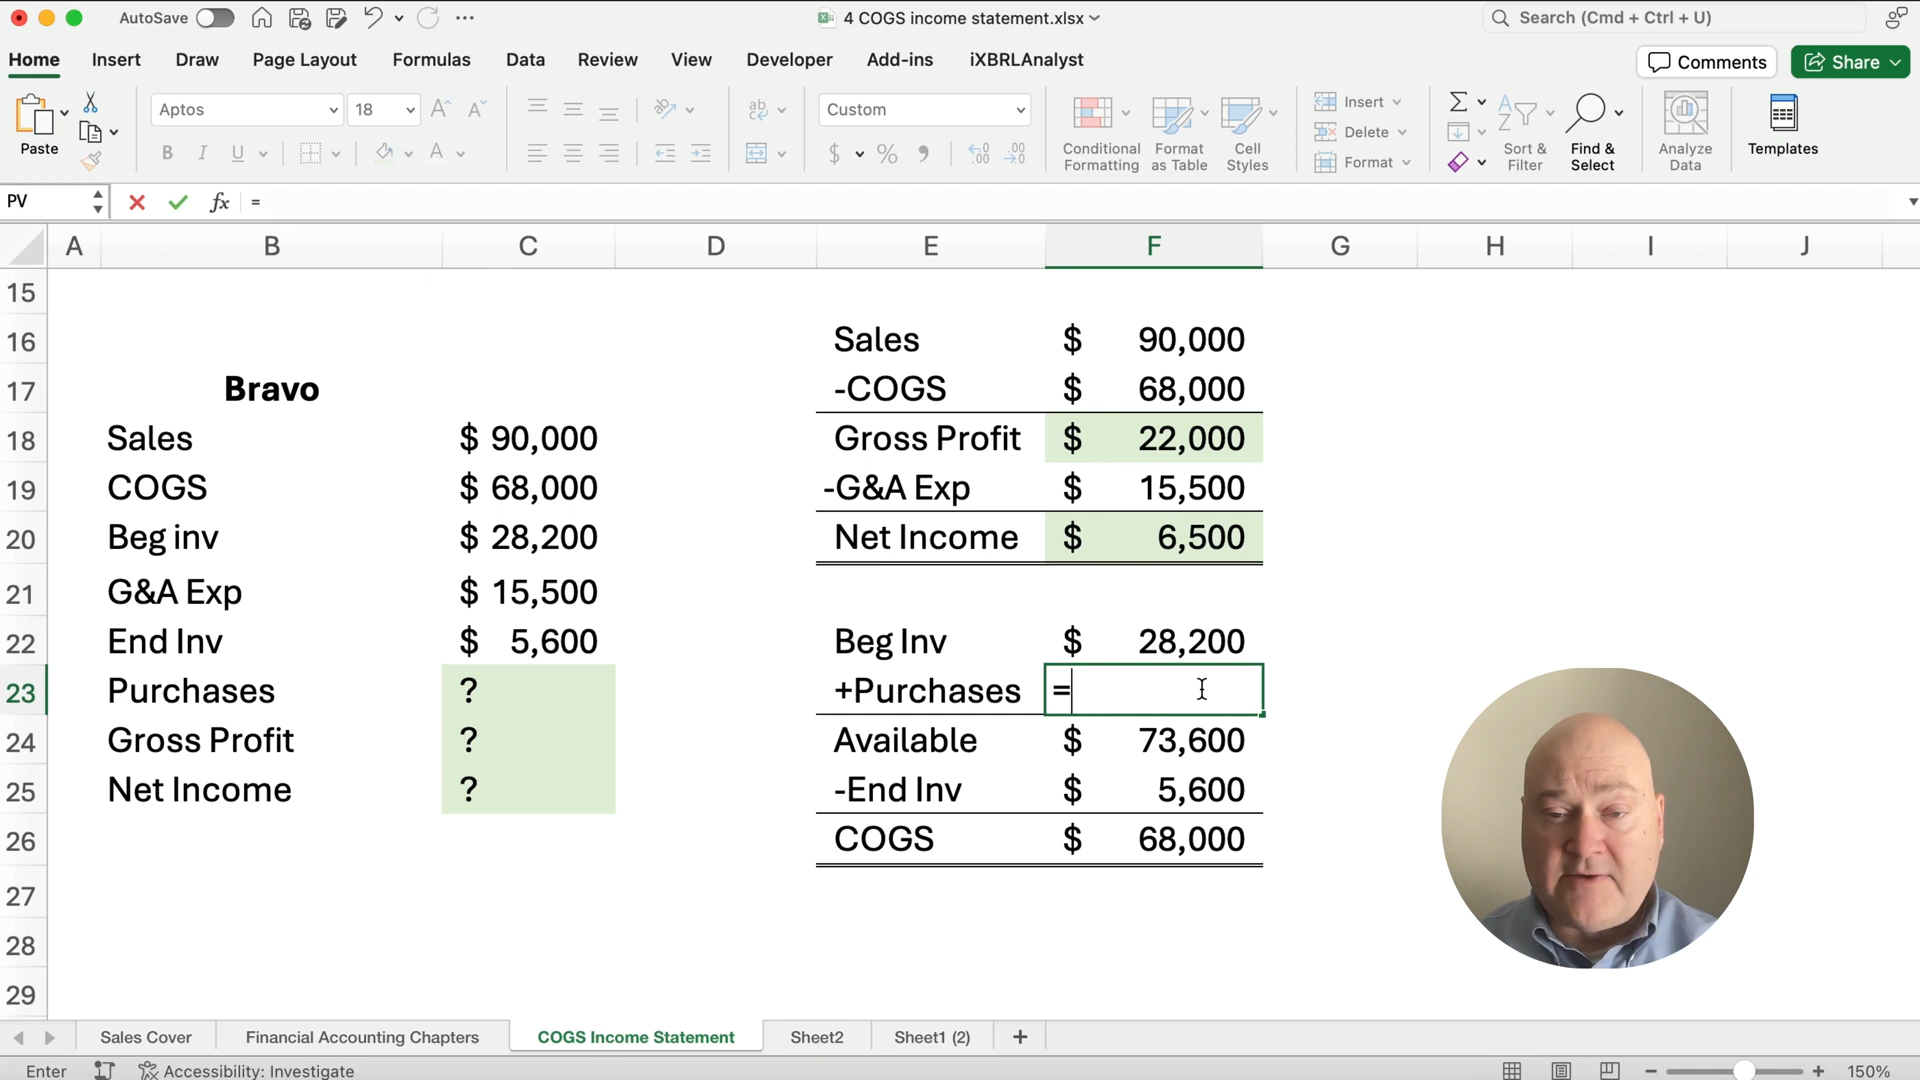 AutoSave
4 COGS income statement.xlsx
Search (Cmd + Ctrl + U)
Home Insert Draw Page Layout Formulas Data Review View Developer Add-ins iXBRLAnalyst
Comments
Share
Paste
Aptos 18
B I U
A
ab
Custom
$ %
Conditional Formatting
Format as Table
Cell Styles
Insert
Delete
Format
Sort & Filter
Find & Select
Analyze Data
Templates
PV fx =
A B C D E F G H I J
15
16 Sales $ 90,000
17 Bravo -COGS $ 68,000
18 Sales $ 90,000 Gross Profit $ 22,000
19 COGS $ 68,000 -G&A Exp $ 15,500
20 Beg inv $ 28,200 Net Income $ 6,500
21 G&A Exp $ 15,500
22 End Inv $ 5,600 Beg Inv $ 28,200
23 Purchases ? +Purchases =
24 Gross Profit ? Available $ 73,600
25 Net Income ? -End Inv $ 5,600
26 COGS $ 68,000
27
28
29
Sales Cover Financial Accounting Chapters COGS Income Statement Sheet2 Sheet1 (2) +
Enter Accessibility: Investigate
150%